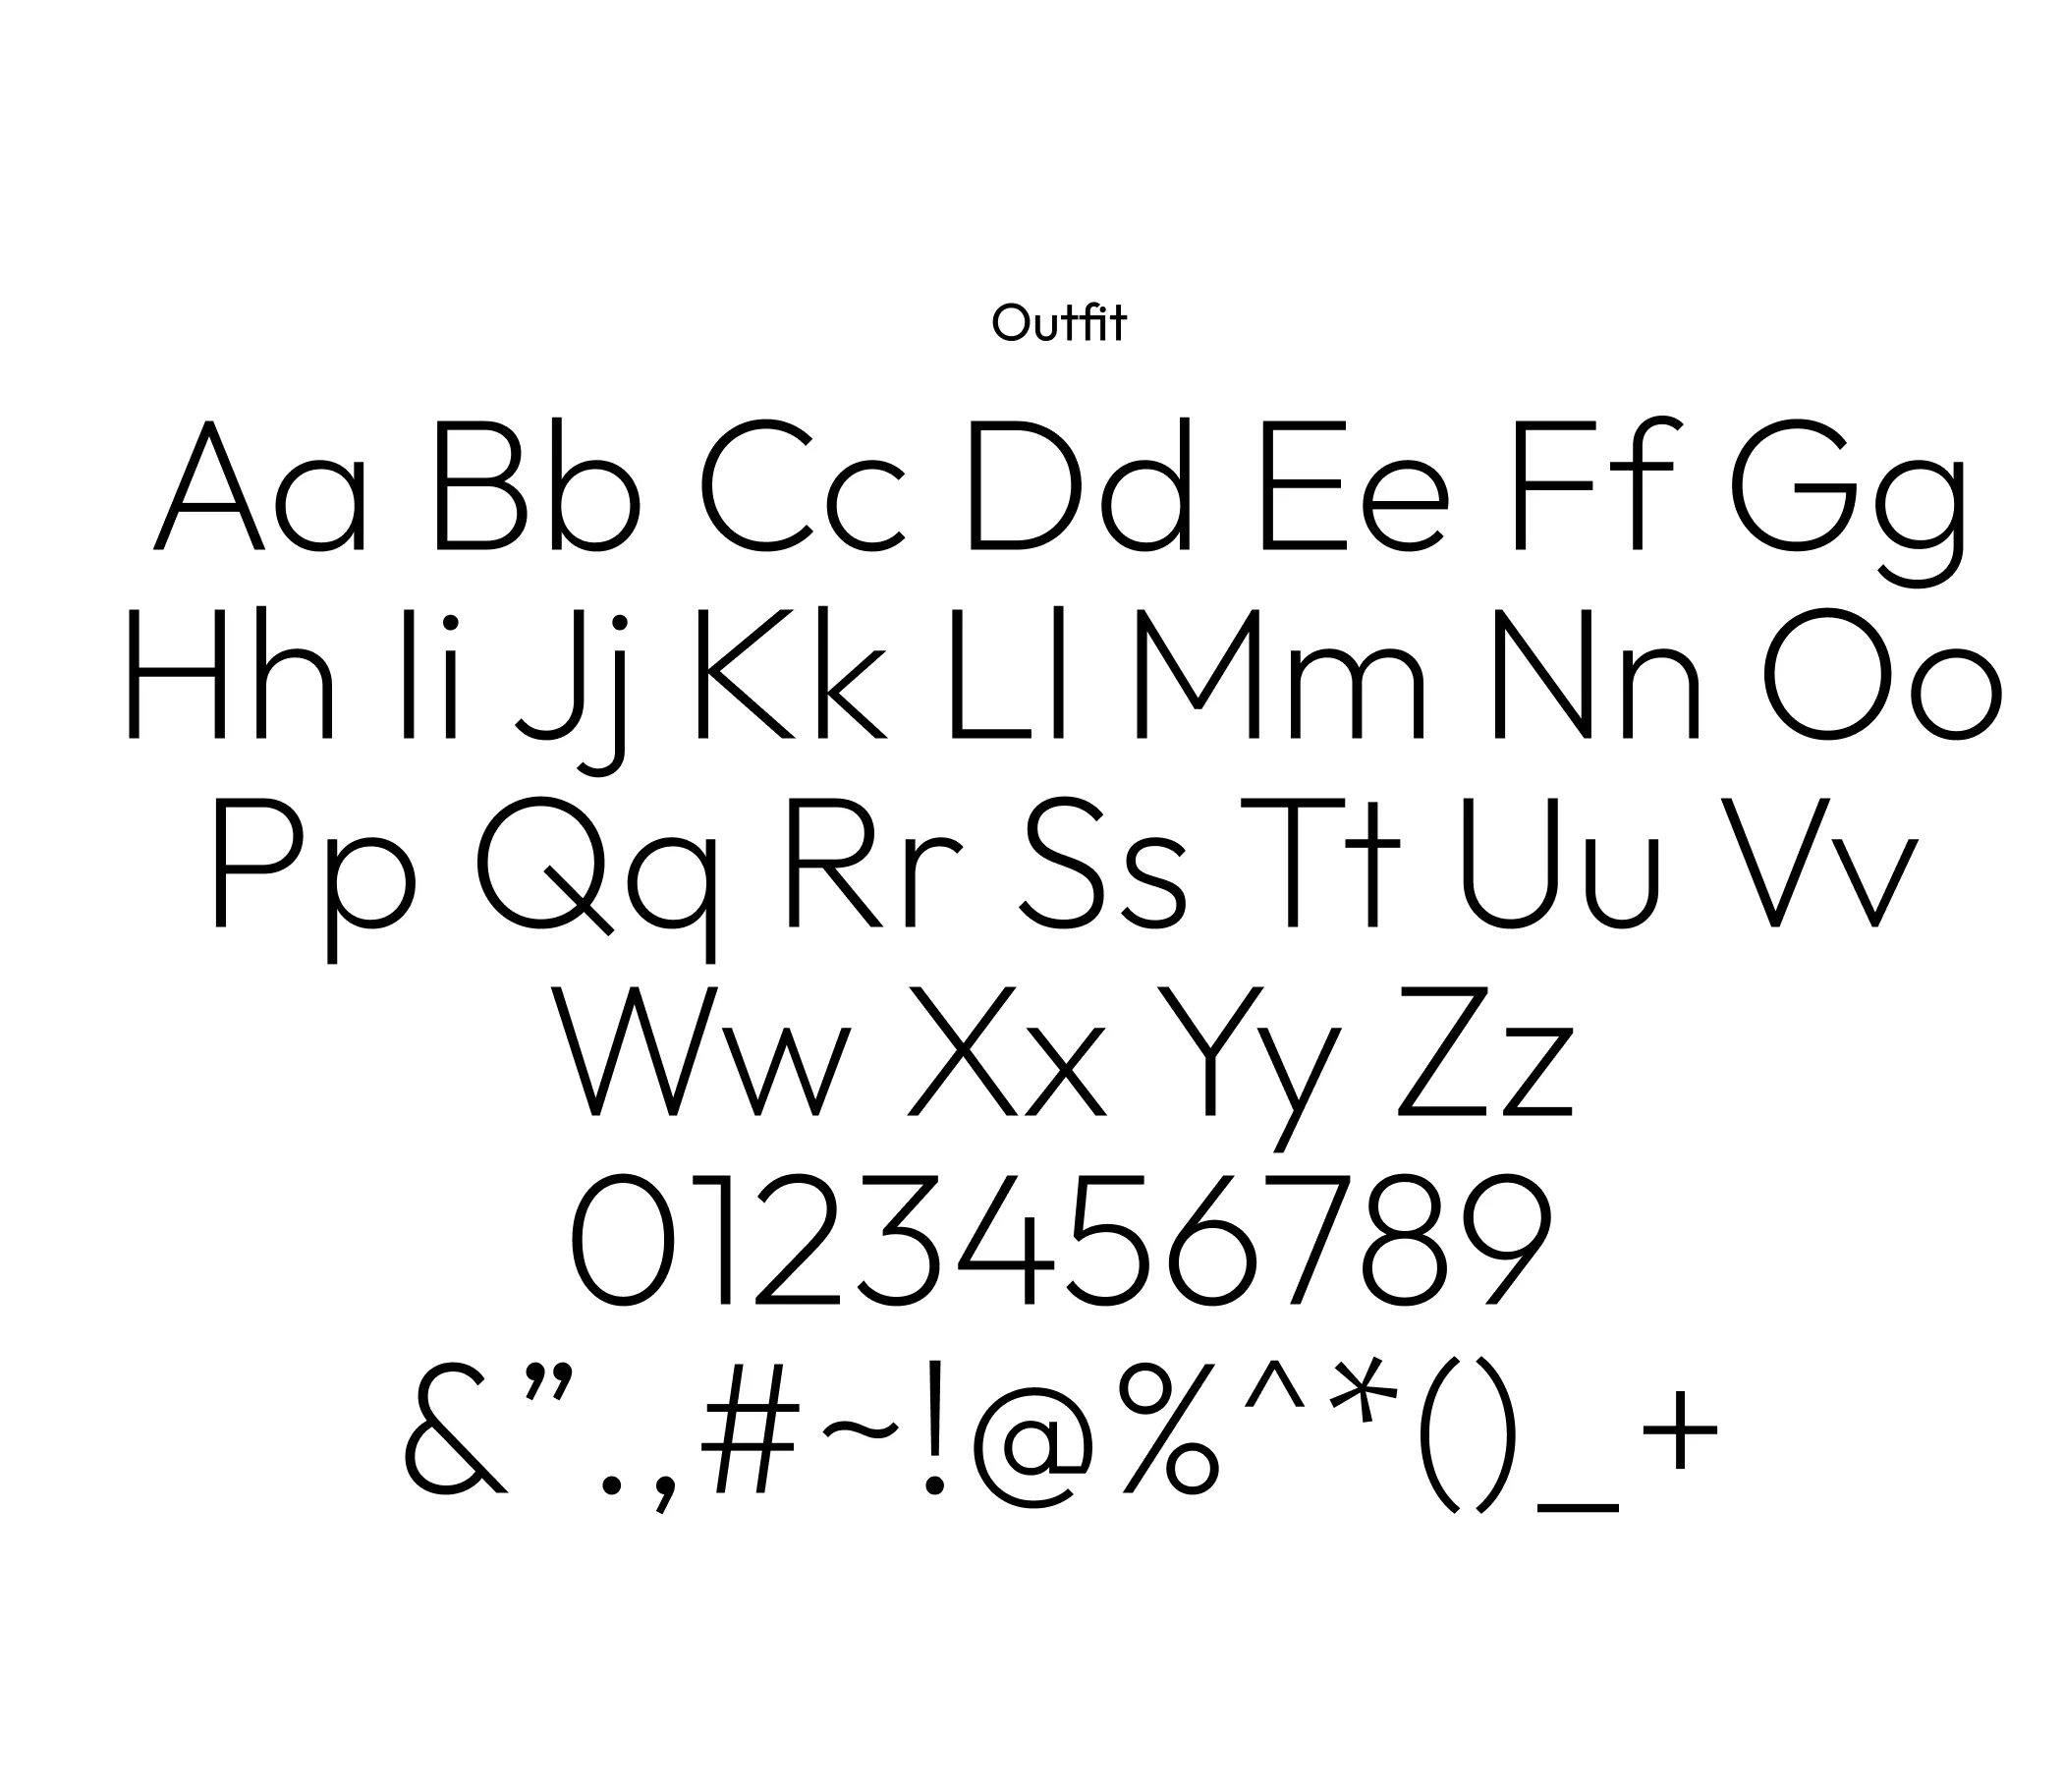 Outfit
Aa Bb Cc Dd Ee Ff Gg
Hh Ii Jj Kk Ll Mm Nn Oo
Pp Qq Rr Ss Tt Uu Vv
Ww Xx Yy Zz
0123456789
&” .,#~!@%^*()_+